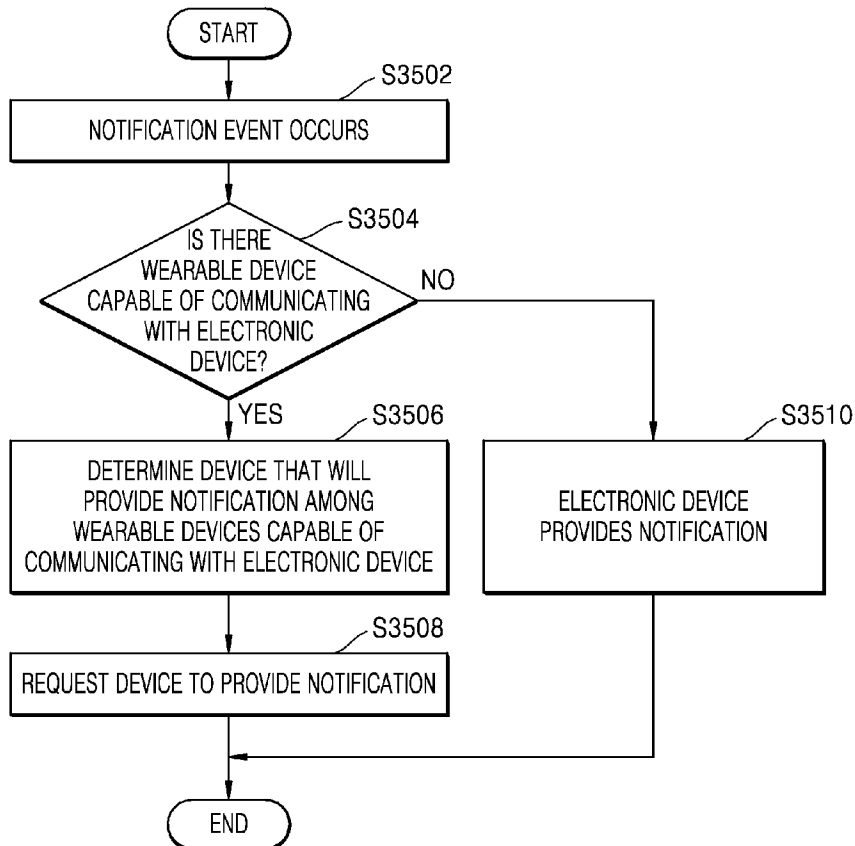 START
S3502
NOTIFICATION EVENT OCCURS
S3504
IS THERE
WEARABLE DEVICE
CAPABLE OF COMMUNICATING
WITH ELECTRONIC
DEVICE?
NO
YES
S3506
DETERMINE DEVICE THAT WILL
PROVIDE NOTIFICATION AMONG
WEARABLE DEVICES CAPABLE OF
COMMUNICATING WITH ELECTRONIC DEVICE
S3510
ELECTRONIC DEVICE
PROVIDES NOTIFICATION
S3508
REQUEST DEVICE TO PROVIDE NOTIFICATION
END